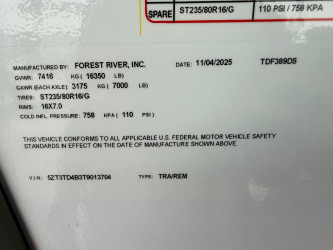 SPARE ST235/80R16/G 110 PSI / 758 KPA
MANUFACTURED BY: FOREST RIVER, INC. DATE: 11/04/2025 TDF389DS
GVWR: 7416 KG ( 16350 LB)
GAWR (EACH AXLE): 3175 KG ( 7000 LB)
TIRES: ST235/80R16/G
RIMS: 16X7.0
COLD INFL. PRESSURE: 758 KPA ( 110 PSI)
THIS VEHICLE CONFORMS TO ALL APPLICABLE U.S. FEDERAL MOTOR VEHICLE SAFETY
STANDARDS IN EFFECT ON THE DATE OF MANUFACTURE SHOWN ABOVE.
V.I.N.: 5ZT3TD4B3T9013704 TYPE: TRA/REM